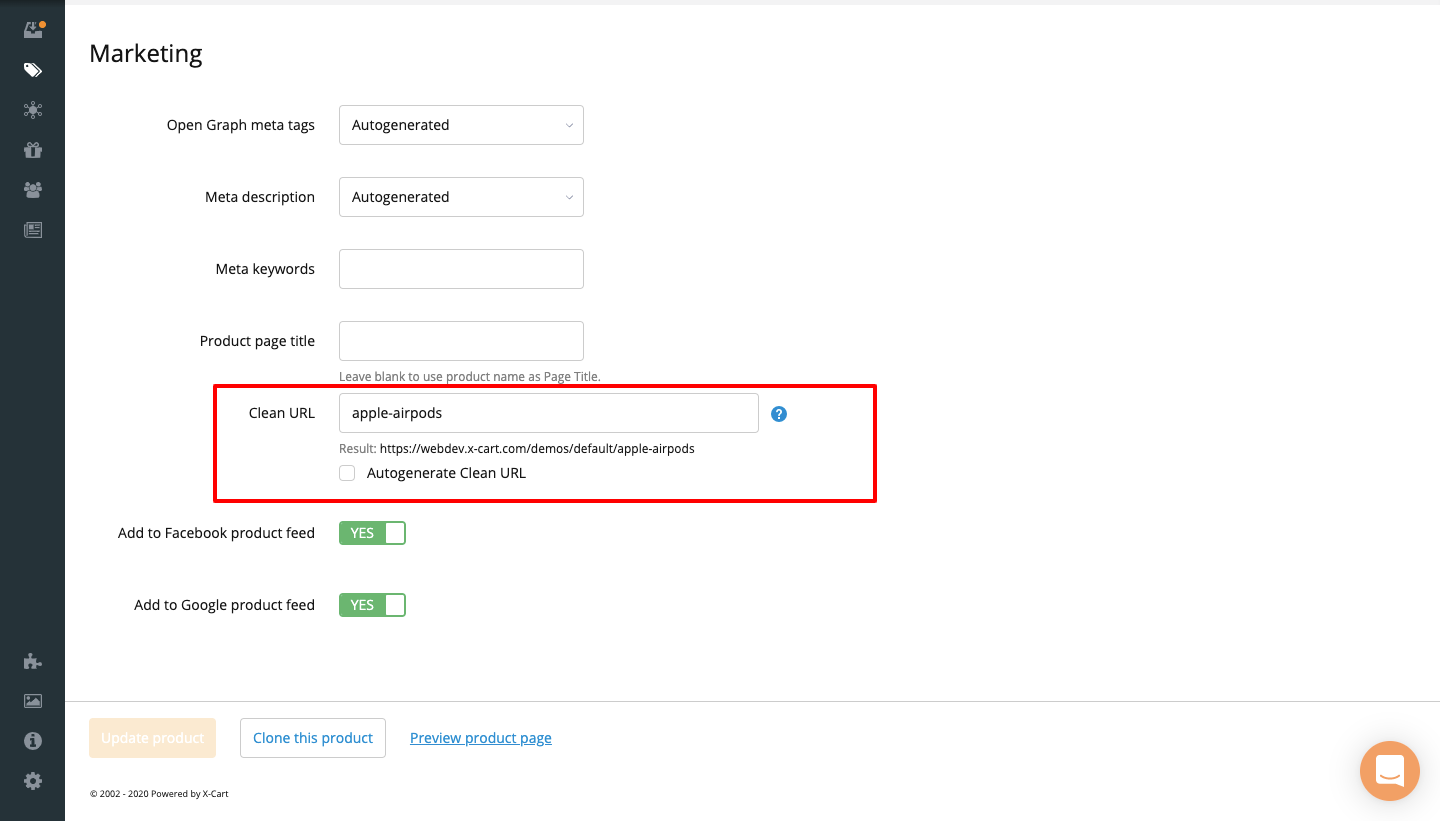 Marketing
Open Graph meta tags Autogenerated
Meta description Autogenerated
Meta keywords
Product page title
Leave blank to use product name as Page Title.
Clean URL apple-airpods ?
Result: https://webdev.x-cart.com/demos/default/apple-airpods
Autogenerate Clean URL
Add to Facebook product feed YES
Add to Google product feed YES
Update product Clone this product Preview product page
© 2002 - 2020 Powered by X-Cart